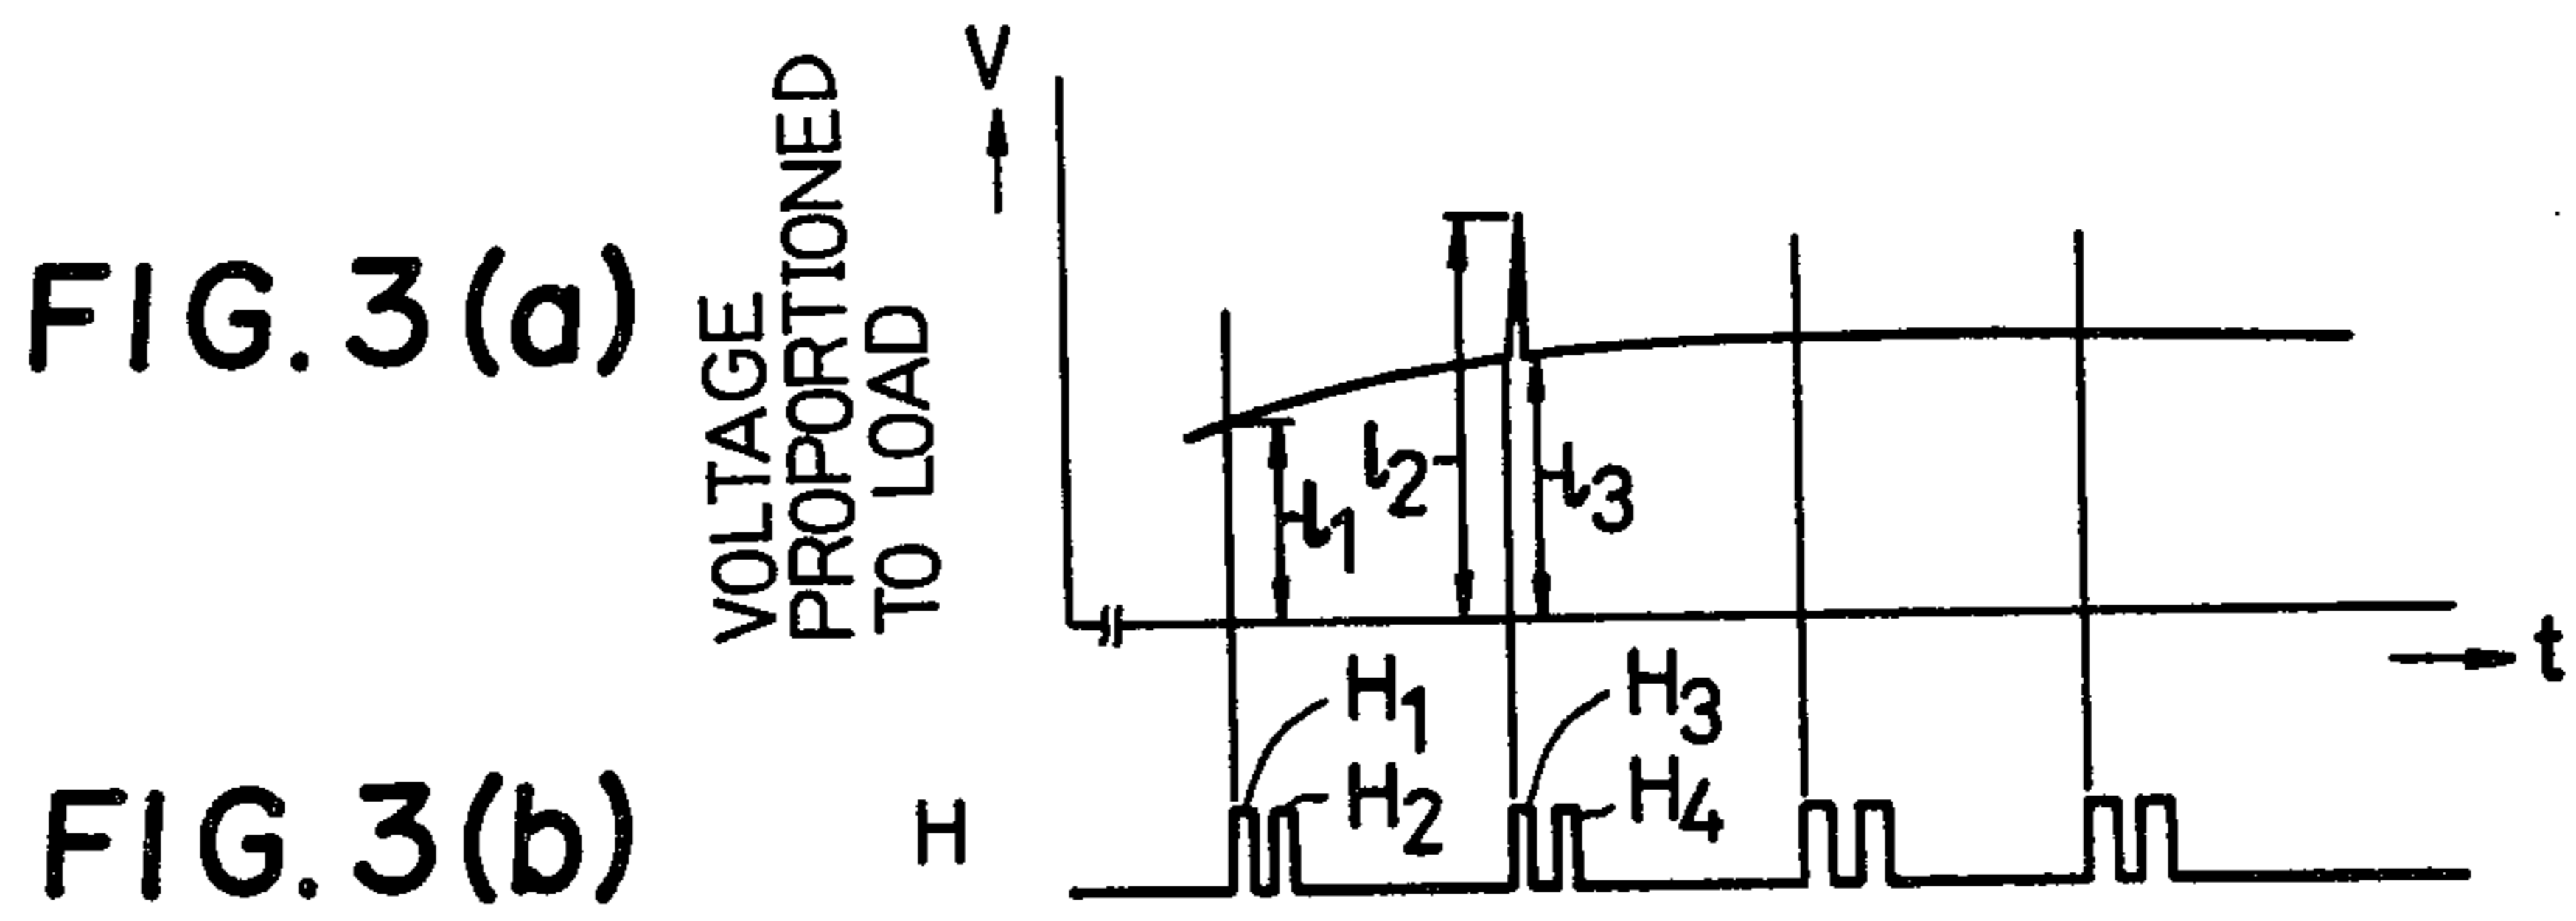 FIG. 3(a)
VOLTAGE
PROPORTIONED
TO LOAD
V
l1
l2
l3
t
FIG. 3(b)
H
H1
H2
H3
H4